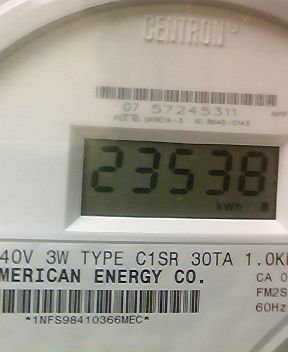 CENTRON®
07 57245311
23538
kWh
40V 3W TYPE C1SR 30TA 1.0K
MERICAN ENERGY CO.
CA 0
FM2S
60Hz
*1NFS98410366MEC*